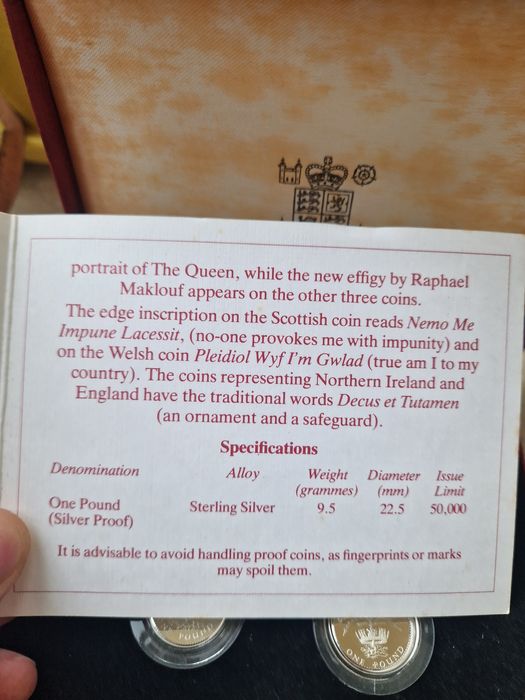 portrait of The Queen, while the new effigy by Raphael
Maklouf appears on the other three coins.
The edge inscription on the Scottish coin reads Nemo Me
Impune Lacessit, (no-one provokes me with impunity) and
on the Welsh coin Pleidiol Wyf I'm Gwlad (true am I to my
country). The coins representing Northern Ireland and
England have the traditional words Decus et Tutamen
(an ornament and a safeguard).
Specifications
Denomination Alloy Weight Diameter Issue
(grammes) (mm) Limit
One Pound Sterling Silver 9.5 22.5 50,000
(Silver Proof)
It is advisable to avoid handling proof coins, as fingerprints or marks
may spoil them.
POUND
ONE POUND